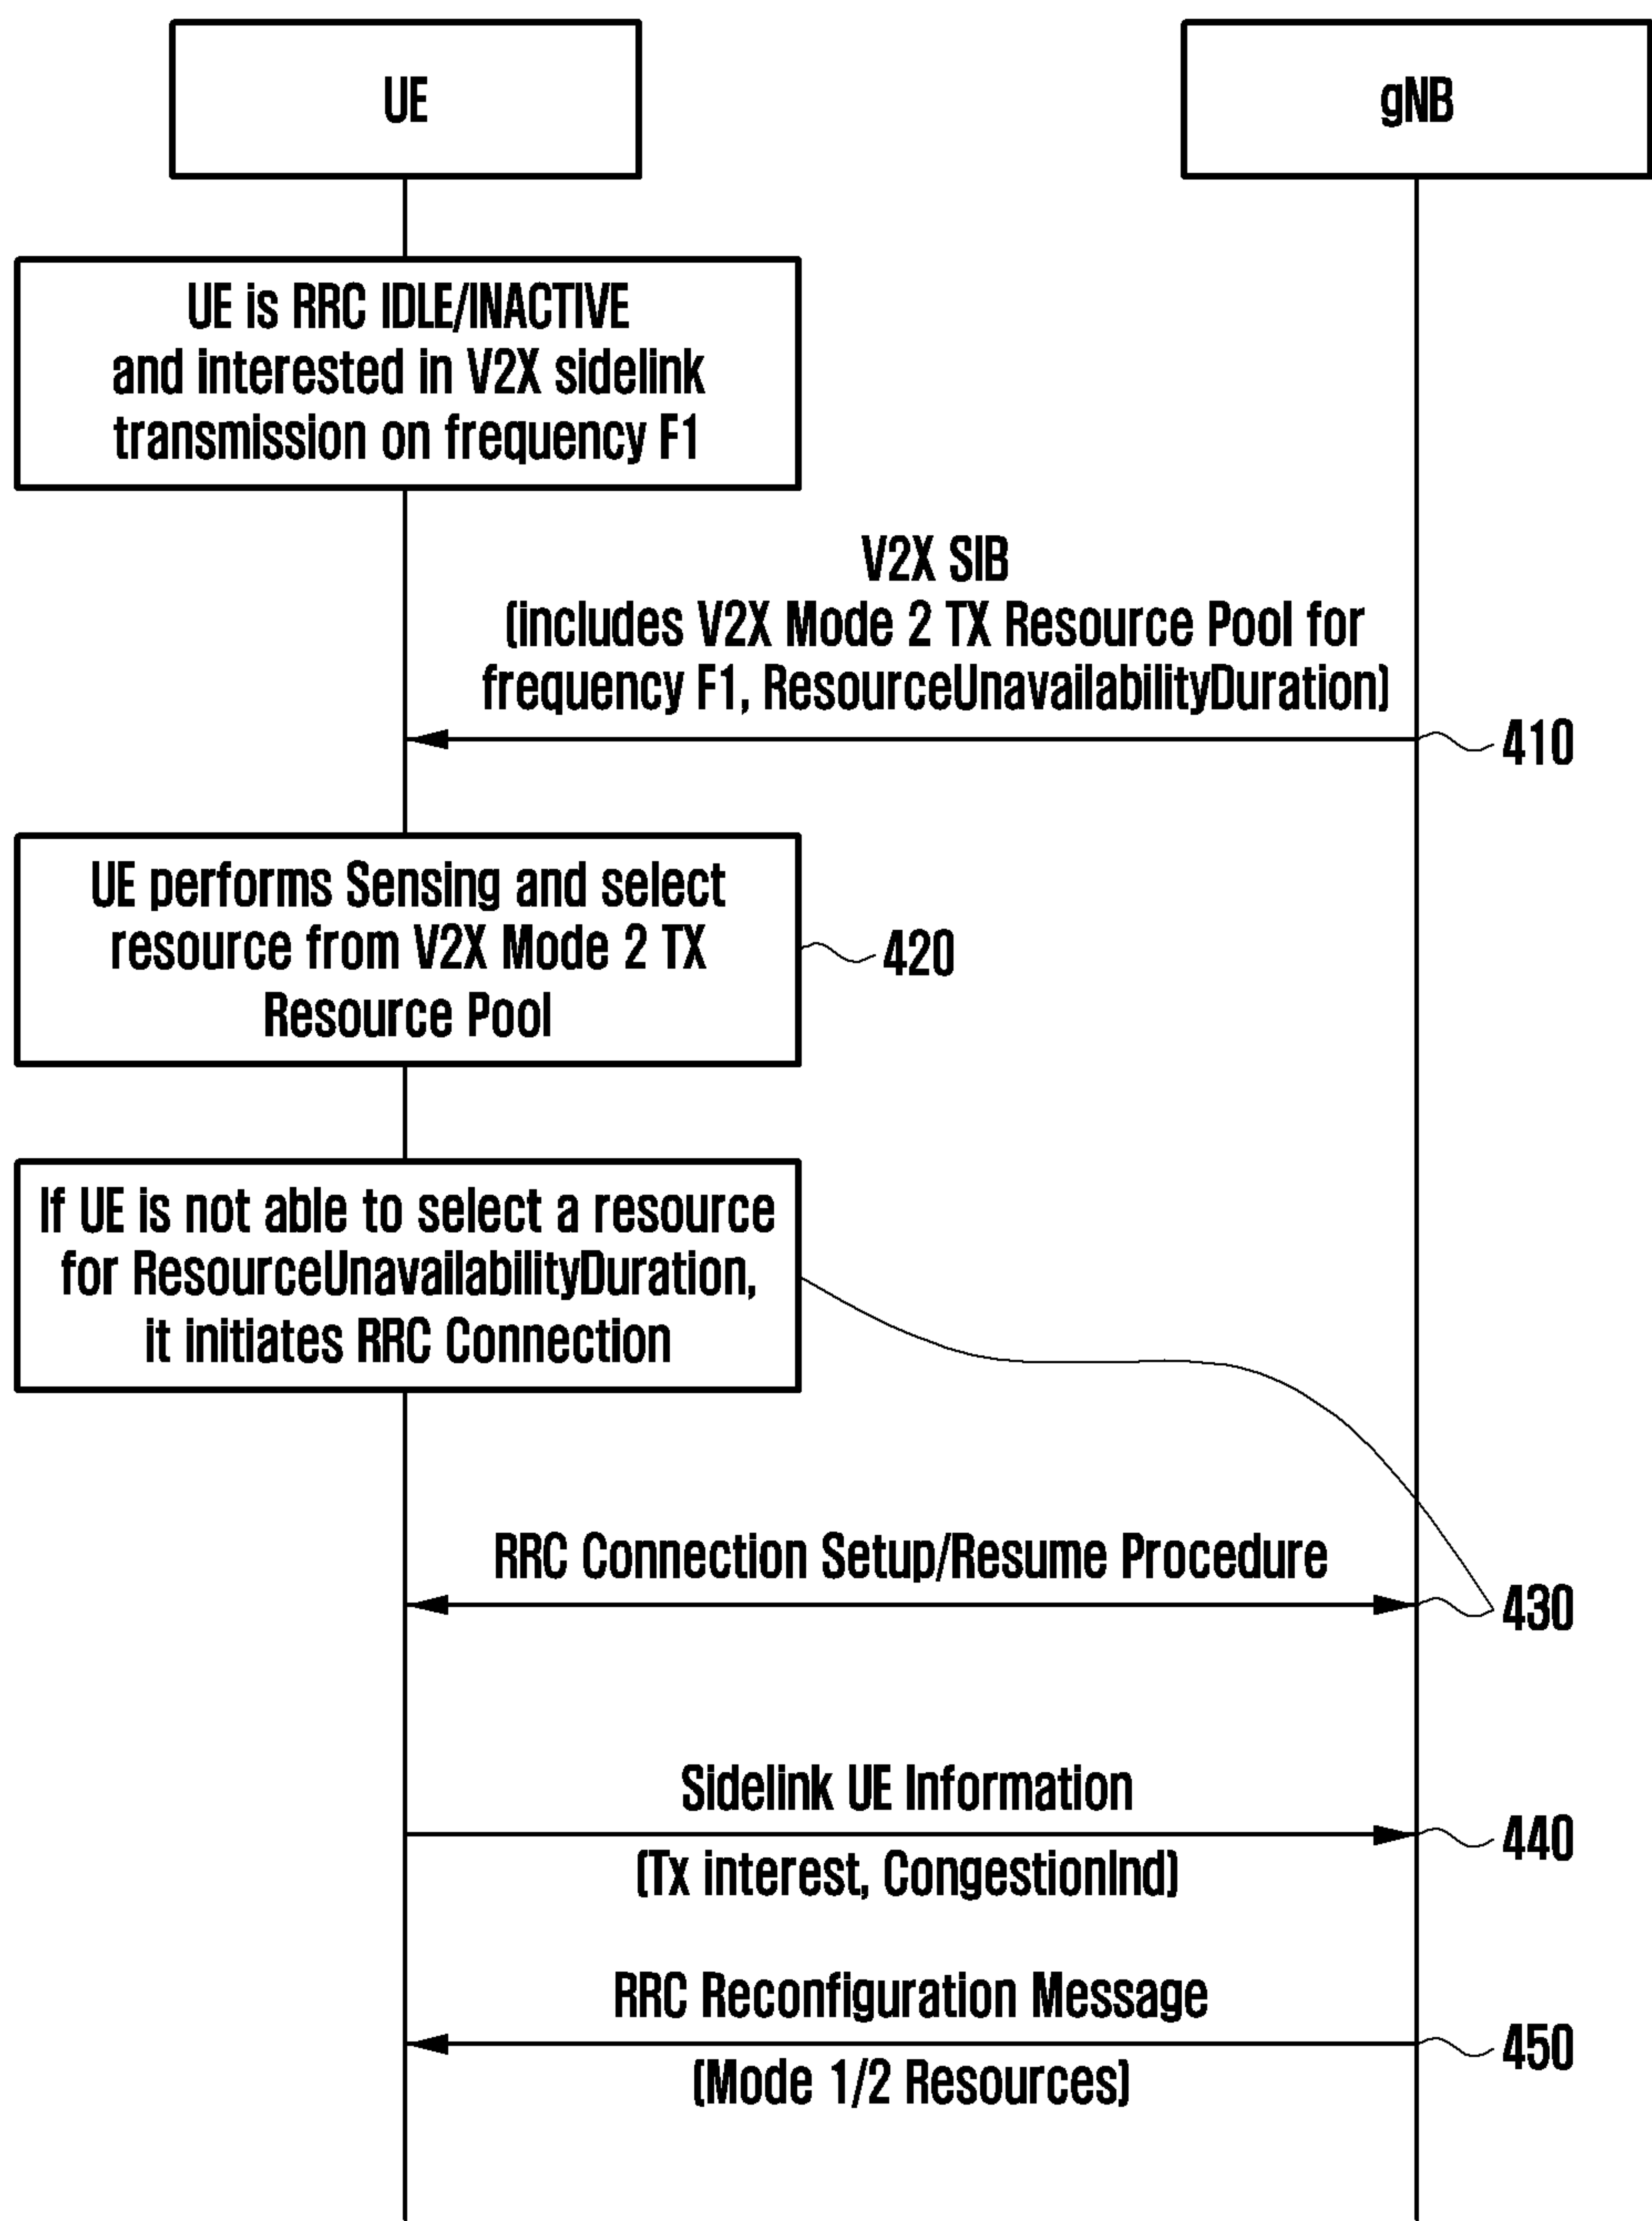 UE
gNB
UE is RRC IDLE/INACTIVE
and interested in V2X sidelink
transmission on frequency F1
V2X SIB
(includes V2X Mode 2 TX Resource Pool for
frequency F1, ResourceUnavailabilityDuration)
410
UE performs Sensing and select
resource from V2X Mode 2 TX
Resource Pool
420
If UE is not able to select a resource
for ResourceUnavailabilityDuration,
it initiates RRC Connection
RRC Connection Setup/Resume Procedure
430
Sidelink UE Information
440
(Tx interest, CongestionInd)
RRC Reconfiguration Message
450
(Mode 1/2 Resources)